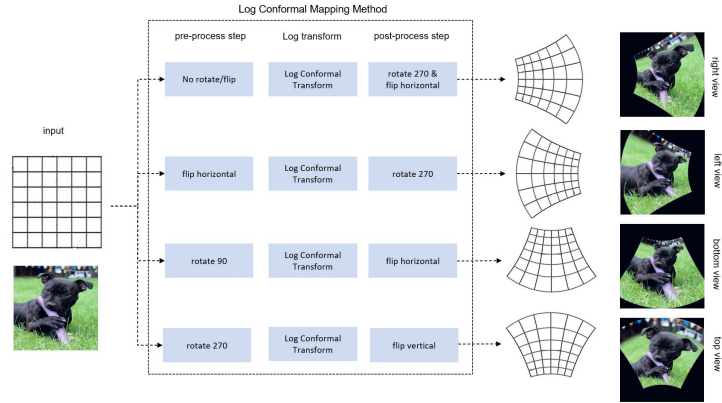 Log Conformal Mapping Method
pre-process step
Log transform
post-process step
input
No rotate/flip
Log Conformal
Transform
rotate 270 &
flip horizontal
right view
flip horizontal
Log Conformal
Transform
rotate 270
left view
rotate 90
Log Conformal
Transform
flip horizontal
bottom view
rotate 270
Log Conformal
Transform
flip vertical
top view